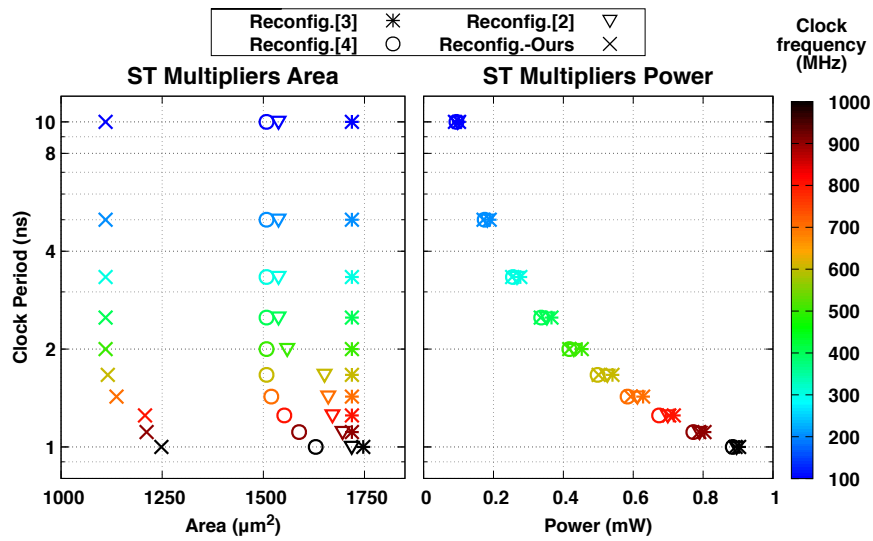 Reconfig.[3] Reconfig.[2]
Reconfig.[4] Reconfig.-Ours
Clock
frequency
(MHz)
ST Multipliers Area ST Multipliers Power
Clock Period (ns)
10
8
4
2
1
1000 1250 1500 1750
Area (µm²)
0 0.2 0.4 0.6 0.8 1
Power (mW)
1000
900
800
700
600
500
400
300
200
100